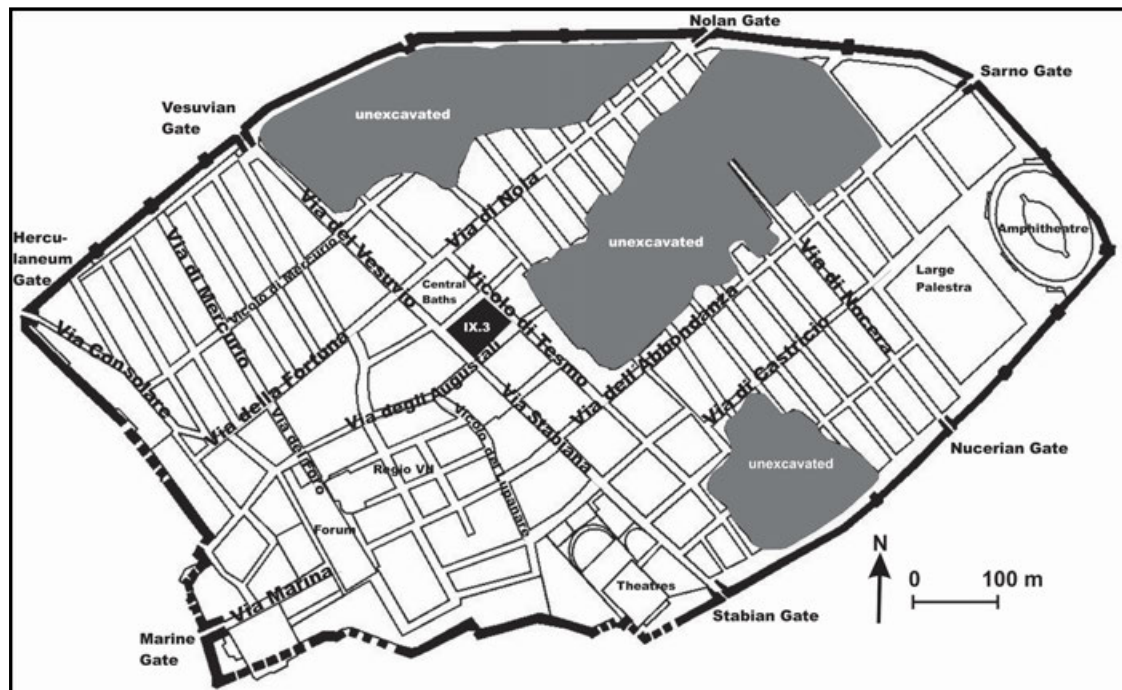 Nolan Gate
Sarno Gate
Vesuvian
Gate
unexcavated
Hercu-
laneum
Gate
Via di Nola
Via del Vesuvio
Vicolo di Mercurio
Via di Mercurio
unexcavated
Amphitheatre
Central
Baths
Vicolo di Tesmo
Via di Nocera
Large
Palestra
IX.3
Via Consolare
Via della Fortuna
Via degli Augustali
Via dell'Abbondanza
Via di Castricio
Via Stabiana
Via del Foro
Regio VII
Vicolo del Lupanare
Nucerian Gate
unexcavated
Forum
Via Marina
Theatres
Stabian Gate
Marine
Gate
N
0 100 m